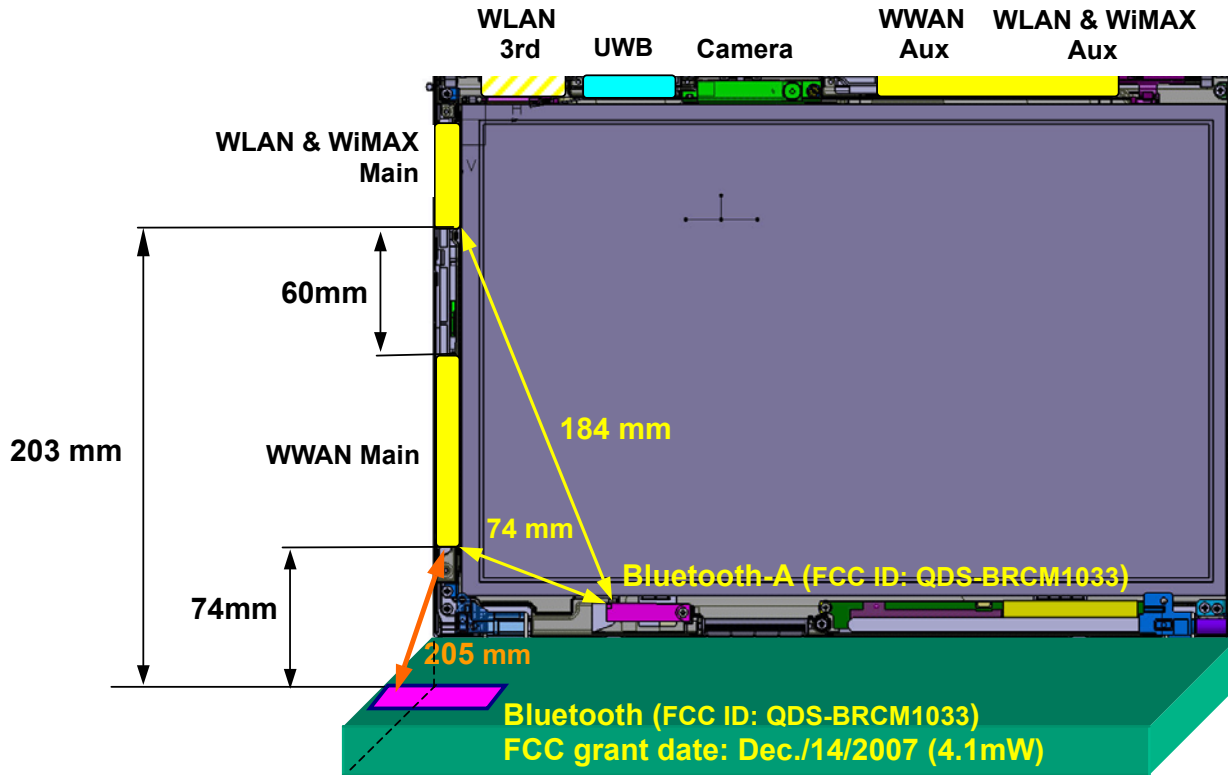 WLAN
3rd
UWB
Camera
WWAN
Aux
WLAN & WiMAX
Aux
WLAN & WiMAX
Main
H
V
60mm
203 mm
184 mm
WWAN Main
74 mm
Bluetooth-A (FCC ID: QDS-BRCM1033)
74mm
205 mm
Bluetooth (FCC ID: QDS-BRCM1033)
FCC grant date: Dec./14/2007 (4.1mW)